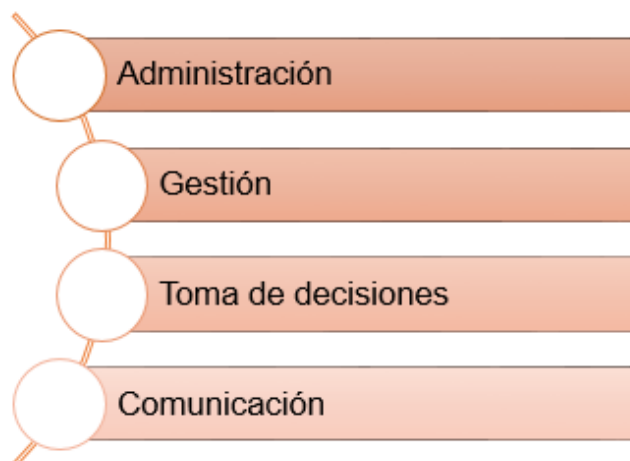 Administración
Gestión
Toma de decisiones
Comunicación